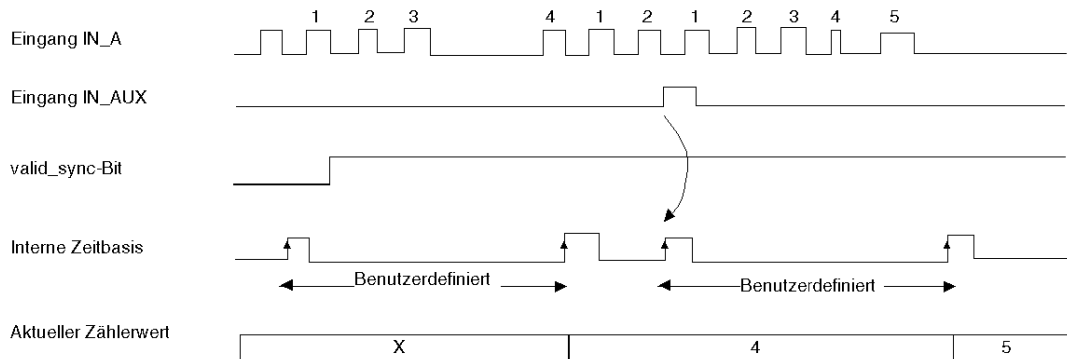 1 2 3 4 1 2 1 2 3 4 5
Eingang IN_A
Eingang IN_AUX
valid_sync-Bit
Interne Zeitbasis
Benutzerdefiniert Benutzerdefiniert
Aktueller Zählerwert
X 4 5